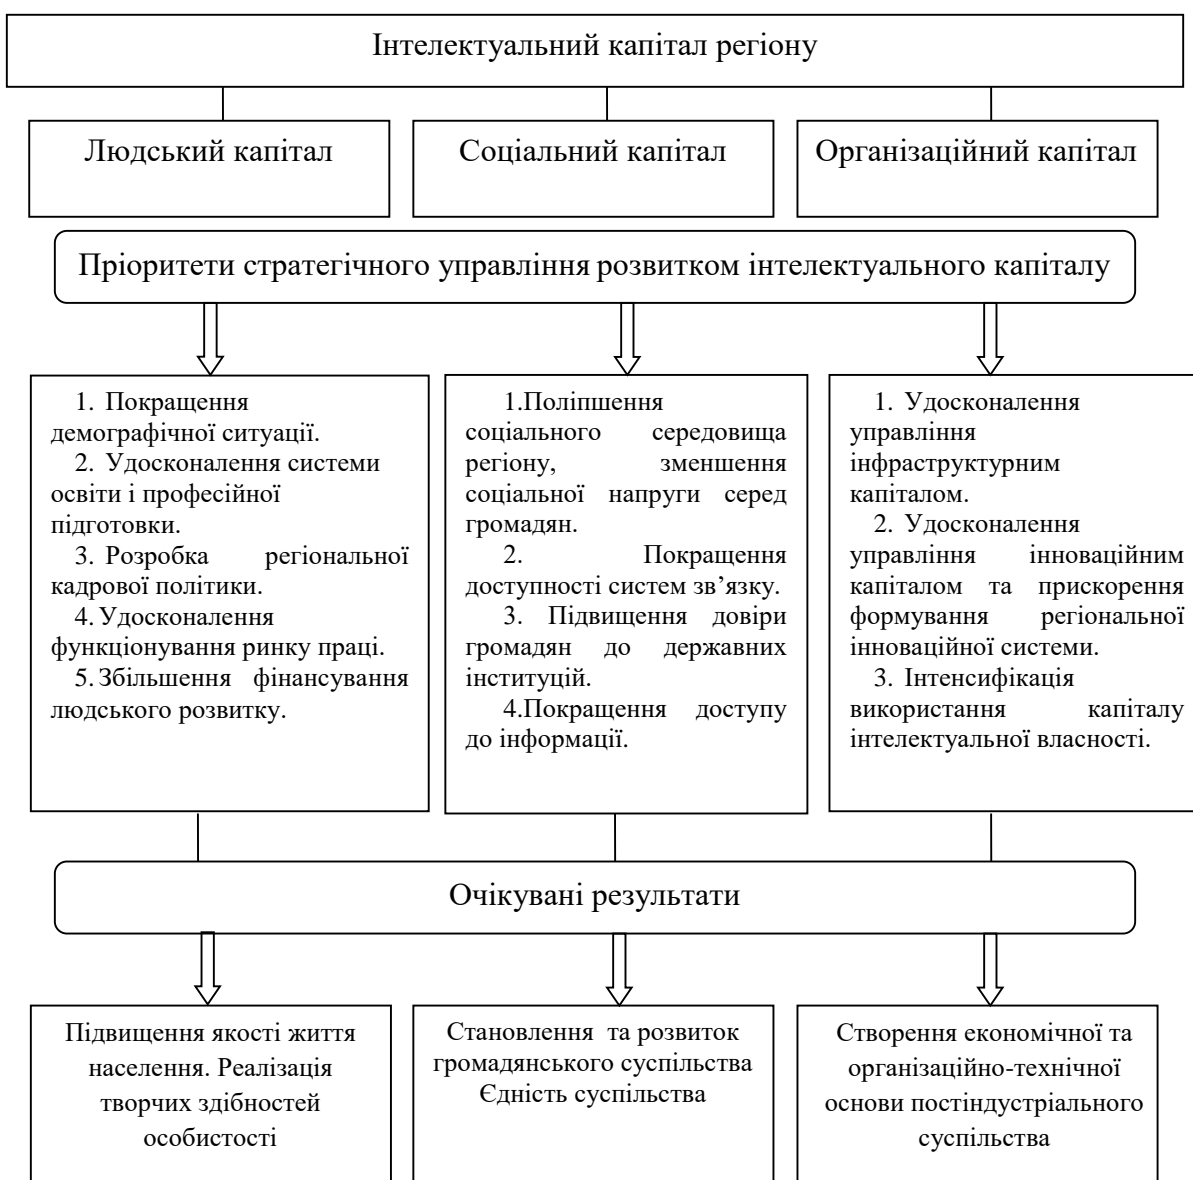 Інтелектуальний капітал регіону
Людський капітал
Соціальний капітал
Організаційний капітал
Пріоритети стратегічного управління розвитком інтелектуального капіталу
1. Покращення
демографічної ситуації.
2. Удосконалення системи
освіти і професійної
підготовки.
3. Розробка регіональної
кадрової політики.
4. Удосконалення
функціонування ринку праці.
5. Збільшення фінансування
людського розвитку.
1.Поліпшення
соціального середовища
регіону, зменшення
соціальної напруги серед
громадян.
2. Покращення
доступності систем зв’язку.
3. Підвищення довіри
громадян до державних
інституцій.
4.Покращення доступу
до інформації.
1. Удосконалення
управління
інфраструктурним
капіталом.
2. Удосконалення
управління інноваційним
капіталом та прискорення
формування регіональної
інноваційної системи.
3. Інтенсифікація
використання капіталу
інтелектуальної власності.
Очікувані результати
Підвищення якості життя
населення. Реалізація
творчих здібностей
особистості
Становлення та розвиток
громадянського суспільства
Єдність суспільства
Створення економічної та
організаційно-технічної
основи постіндустріального
суспільства